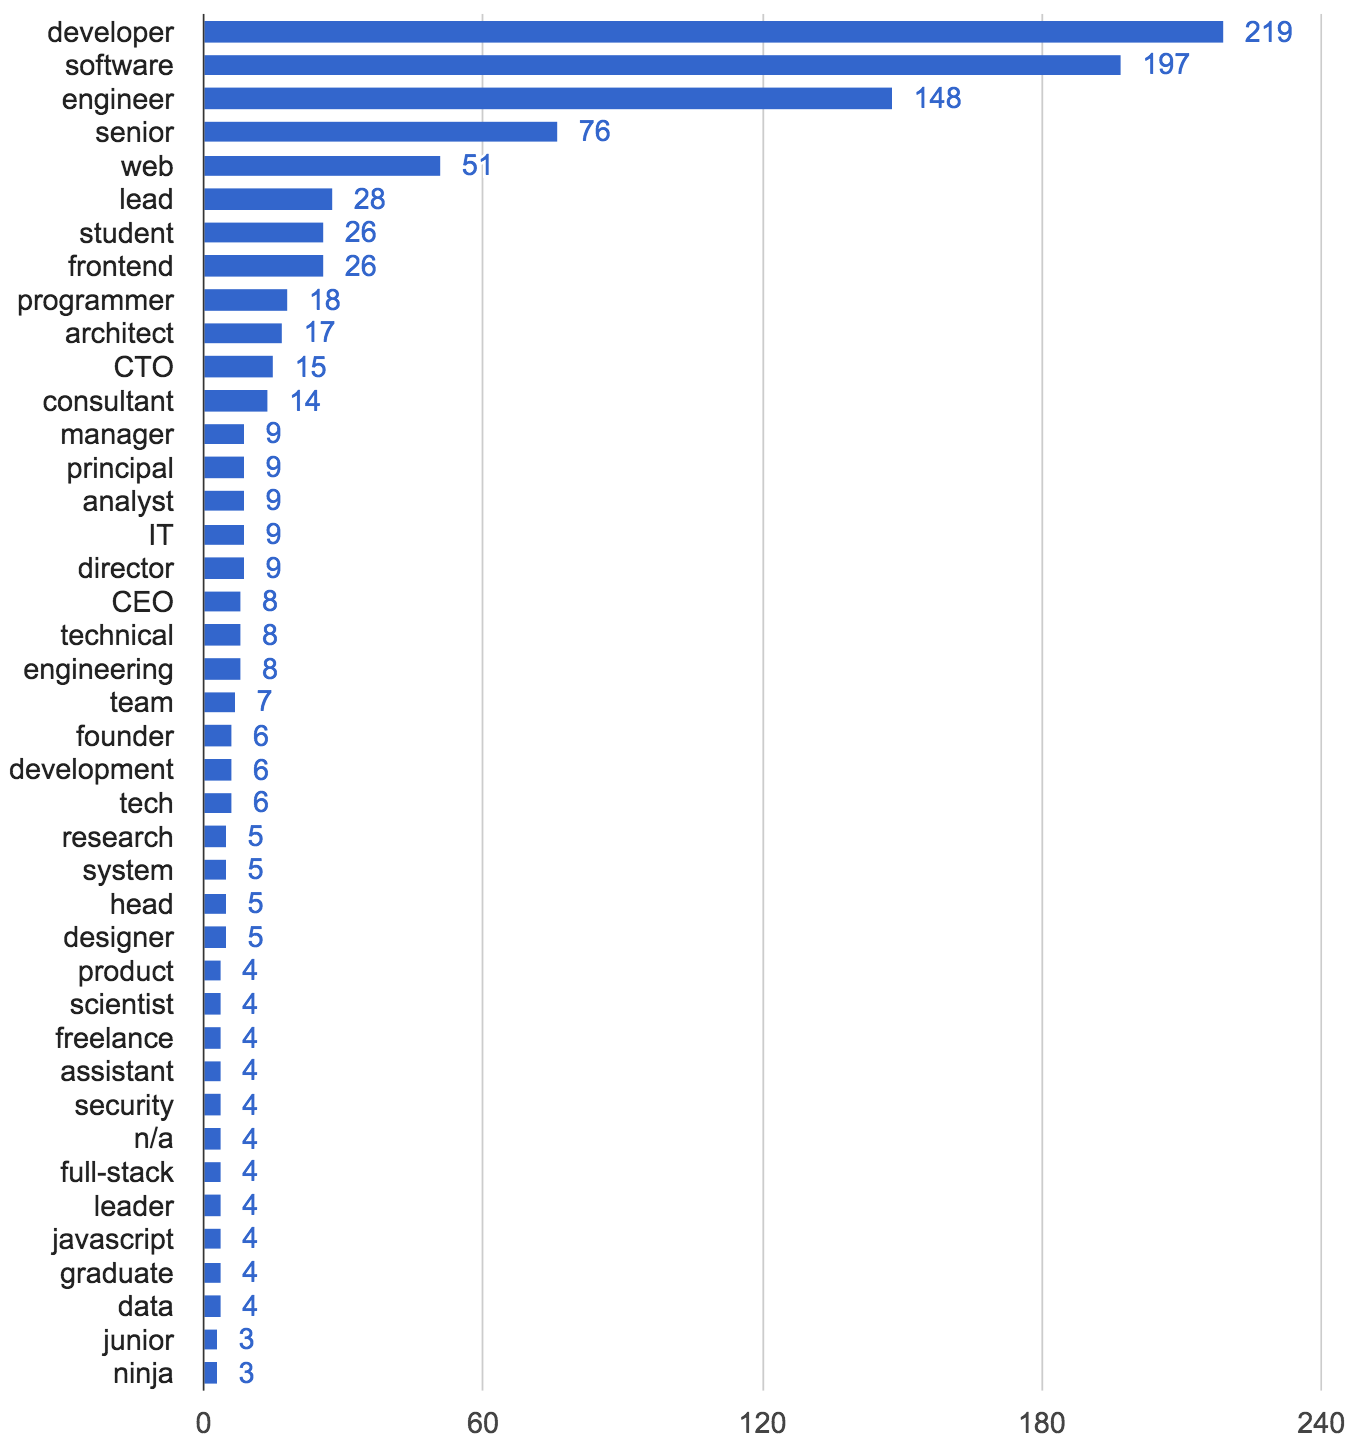 developer 219
software 197
engineer 148
senior 76
web 51
lead 28
student 26
frontend 26
programmer 18
architect 17
CTO 15
consultant 14
manager 9
principal 9
analyst 9
IT 9
director 9
CEO 8
technical 8
engineering 8
team 7
founder 6
development 6
tech 6
research 5
system 5
head 5
designer 5
product 4
scientist 4
freelance 4
assistant 4
security 4
n/a 4
full-stack 4
leader 4
javascript 4
graduate 4
data 4
junior 3
ninja 3
0 60 120 180 240